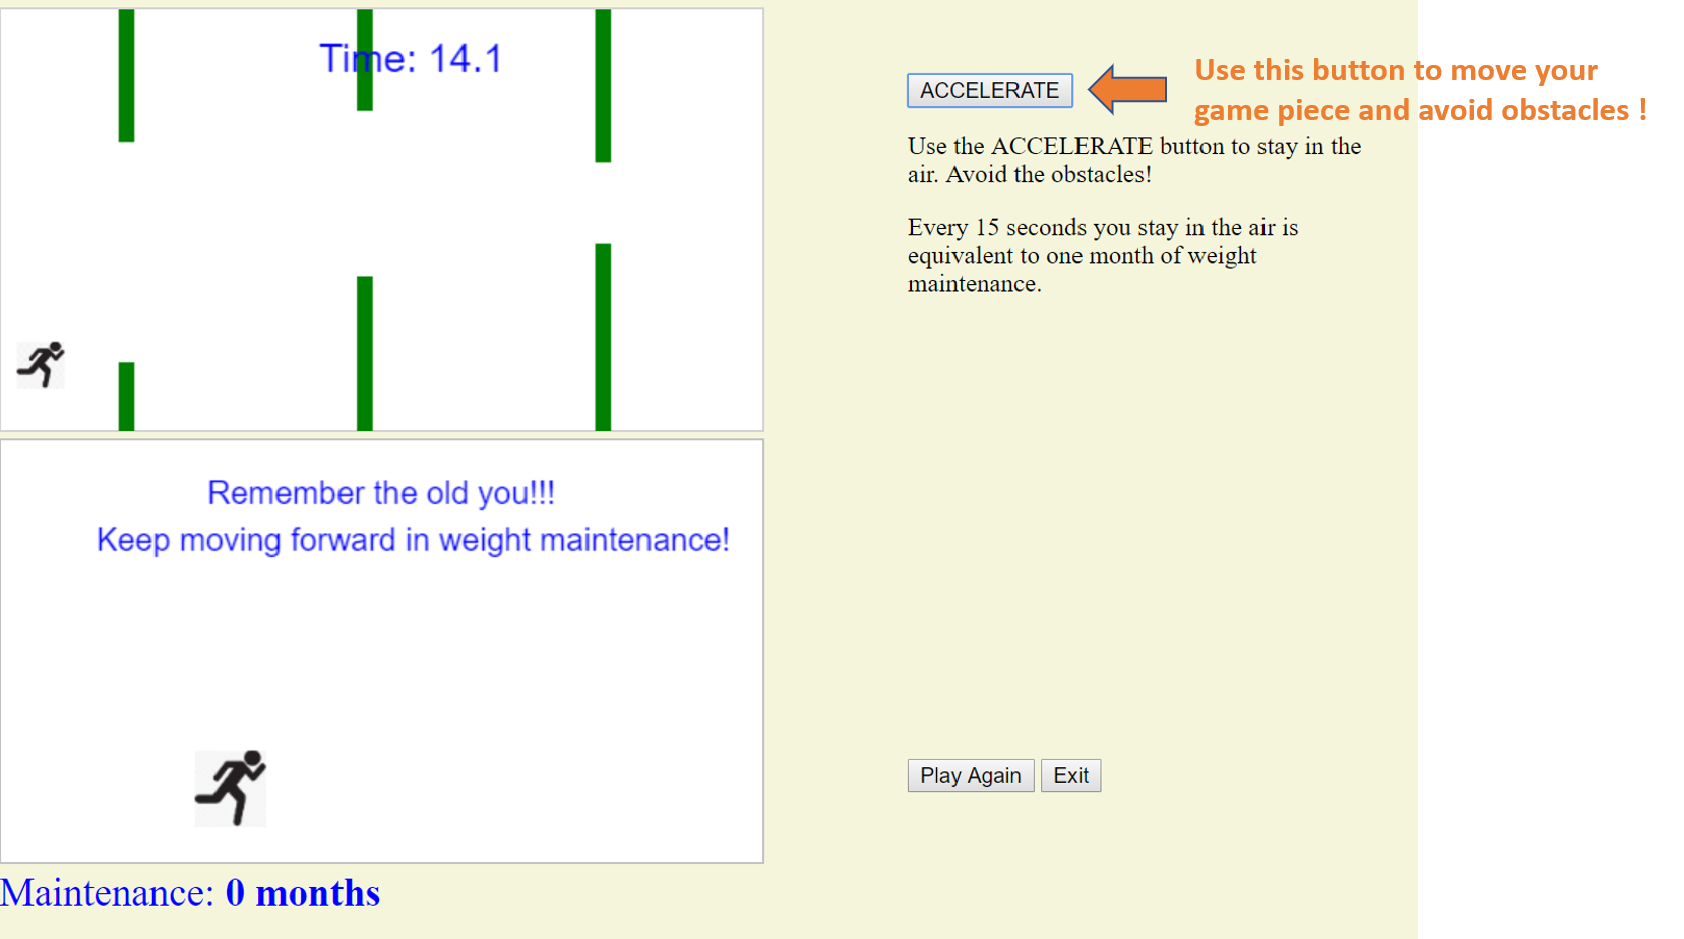 Time: 14.1
ACCELERATE
Use this button to move your
game piece and avoid obstacles !
Use the ACCELERATE button to stay in the
air. Avoid the obstacles!
Every 15 seconds you stay in the air is
equivalent to one month of weight
maintenance.
Remember the old you!!!
Keep moving forward in weight maintenance!
Play Again
Exit
Maintenance: 0 months